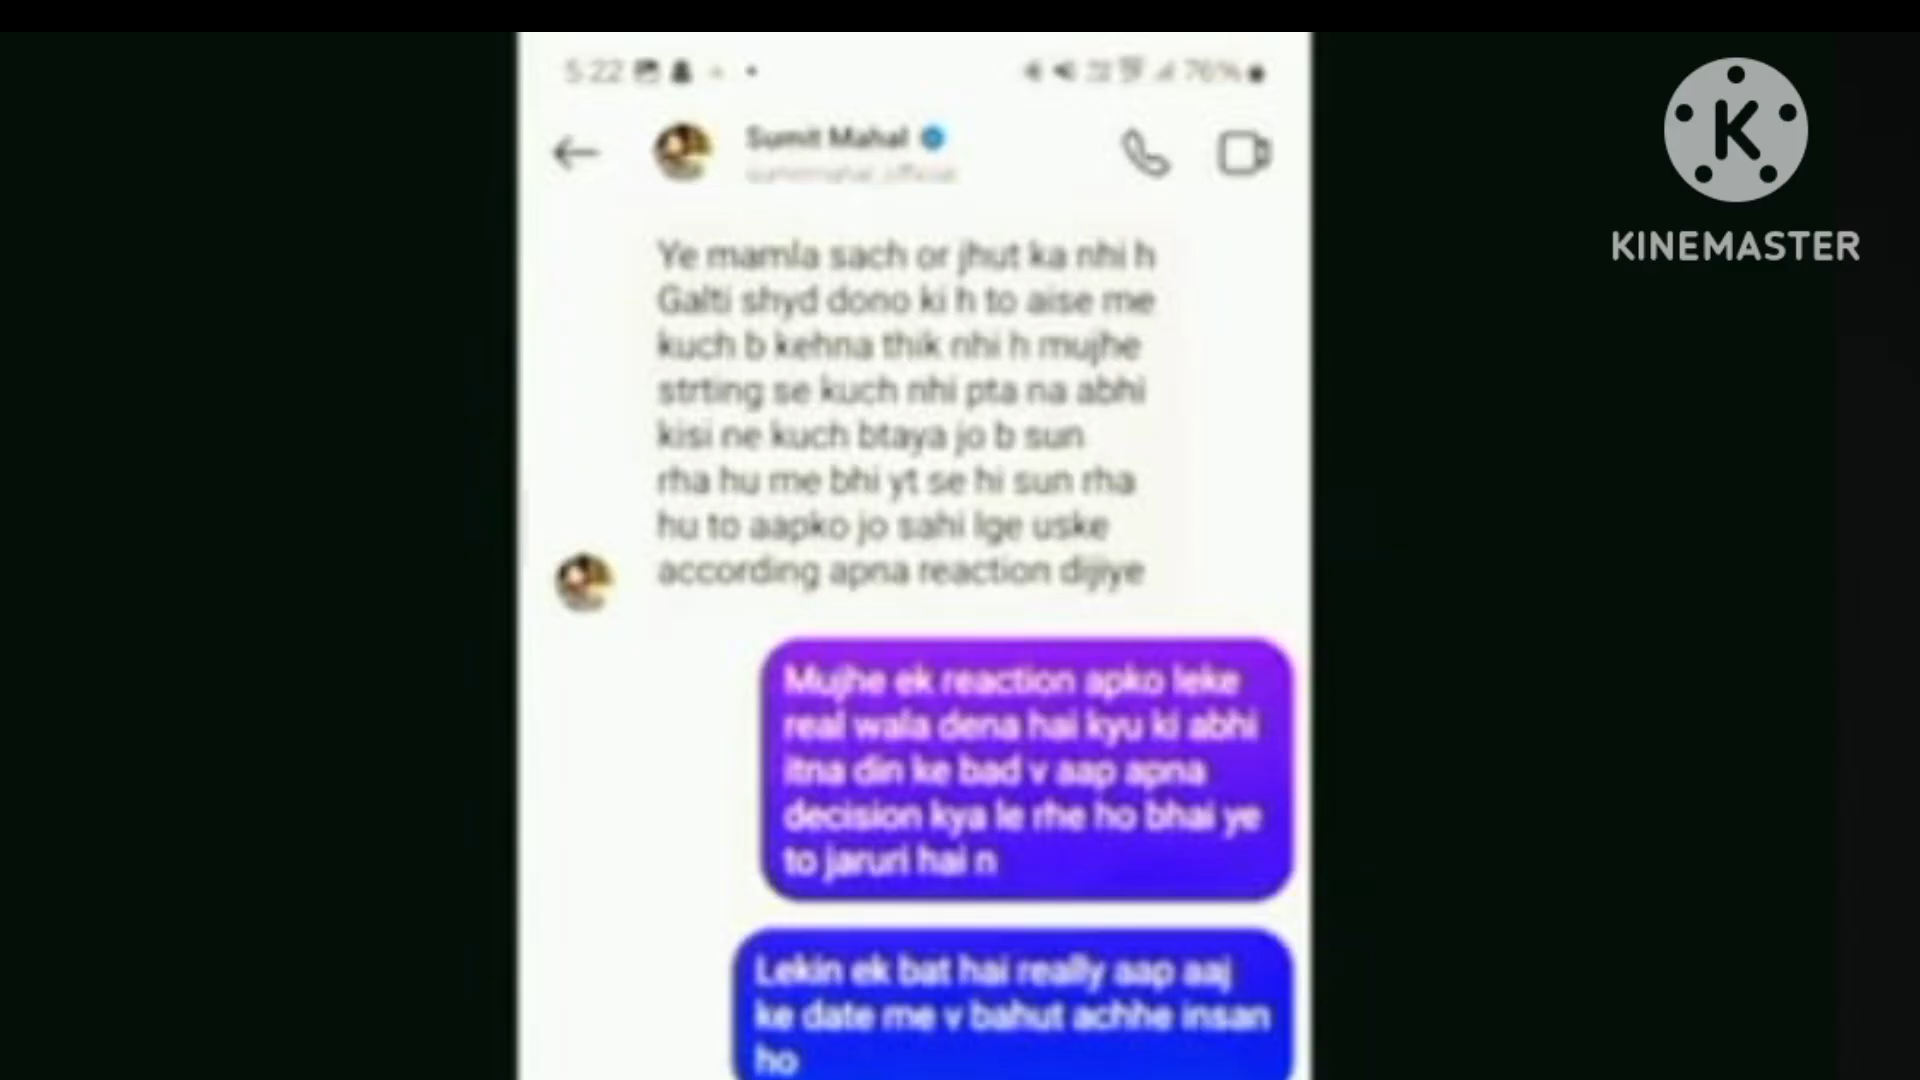 5:22
76%
Sumit Mahal
Ye mamla sach or jhut ka nhi h
Galti shyd dono ki h to aise me
kuch b kehna thik nhi h mujhe
strting se kuch nhi pta na abhi
kisi ne kuch btaya jo b sun
rha hu me bhi yt se hi sun rha
hu to aapko jo sahi lge uske
according apna reaction dijiye
Mujhe ek reaction apko leke
real wala dena hai kyu ki abhi
itna din ke bad v aap apna
decision kya le rhe ho bhai ye
to jaruri hai n
Lekin ek bat hai really aap aaj
ke date me v bahut achhe insan
ho
K
KINEMASTER